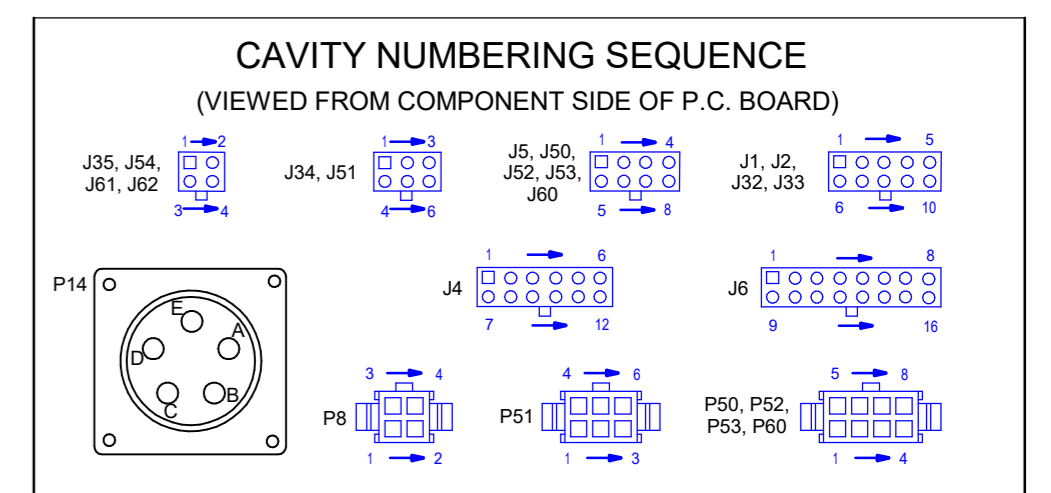 CAVITY NUMBERING SEQUENCE
(VIEWED FROM COMPONENT SIDE OF P.C. BOARD)
J35, J54,
J61, J62
1 2
3 4
J34, J51
1 3
4 6
J5, J50,
J52, J53,
J60
1 4
5 8
J1, J2,
J32, J33
1 5
6 10
P14
E
A
D
B
C
J4
1 6
7 12
J6
1 8
9 16
P8
3 4
1 2
P51
4 6
1 3
P50, P52,
P53, P60
5 8
1 4